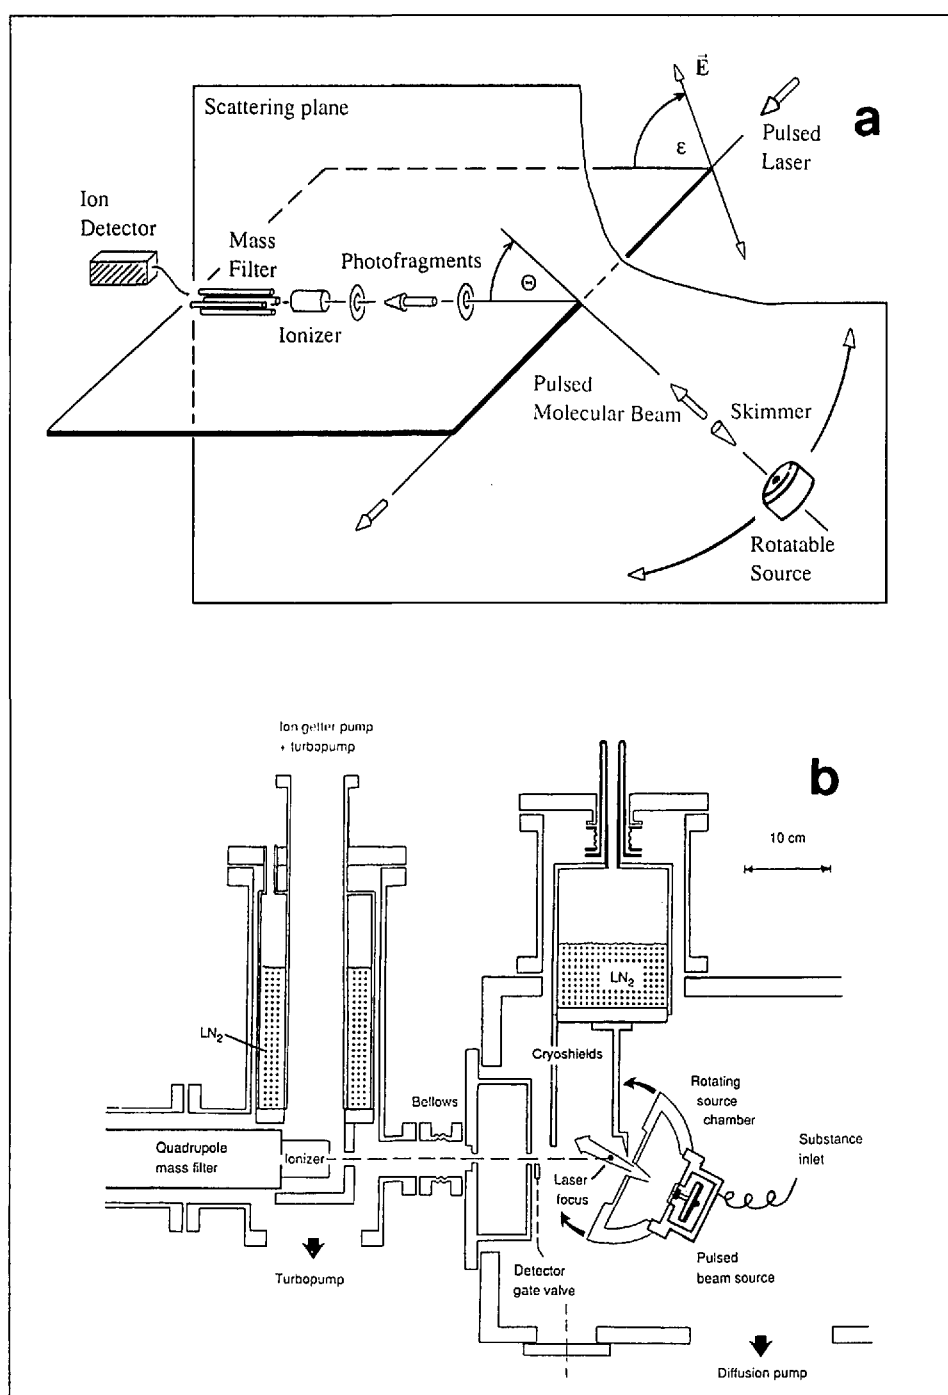 Scattering plane
E
a
Pulsed
Laser
ε
Ion
Detector
Mass
Filter
Photofragments
Θ
Ionizer
Pulsed
Molecular Beam
Skimmer
Rotatable
Source
Ion getter pump
+ turbopump
b
10 cm
LN2
LN2
Cryoshields
Bellows
Rotating
source
chamber
Quadrupole
mass filter
Ionizer
Substance
inlet
Laser
focus
Turbopump
Detector
gate valve
Pulsed
beam source
Diffusion pump